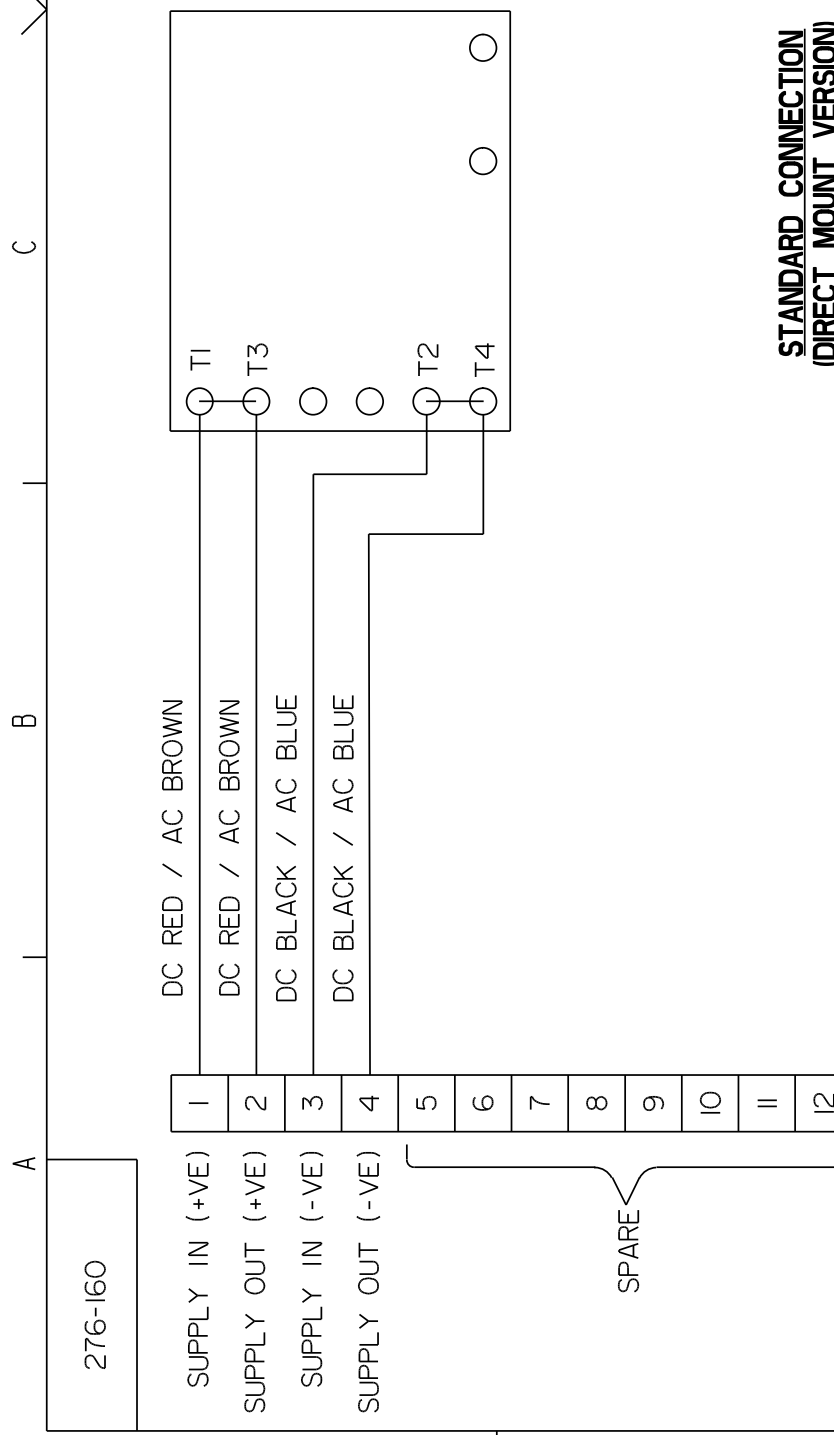 A
B
C
276-160
SUPPLY IN (+VE)
1
DC RED / AC BROWN
T1
SUPPLY OUT (+VE)
2
DC RED / AC BROWN
T3
SUPPLY IN (-VE)
3
DC BLACK / AC BLUE
SUPPLY OUT (-VE)
4
DC BLACK / AC BLUE
T2
5
T4
6
7
8
SPARE
9
10
11
12
STANDARD CONNECTION
(DIRECT MOUNT VERSION)